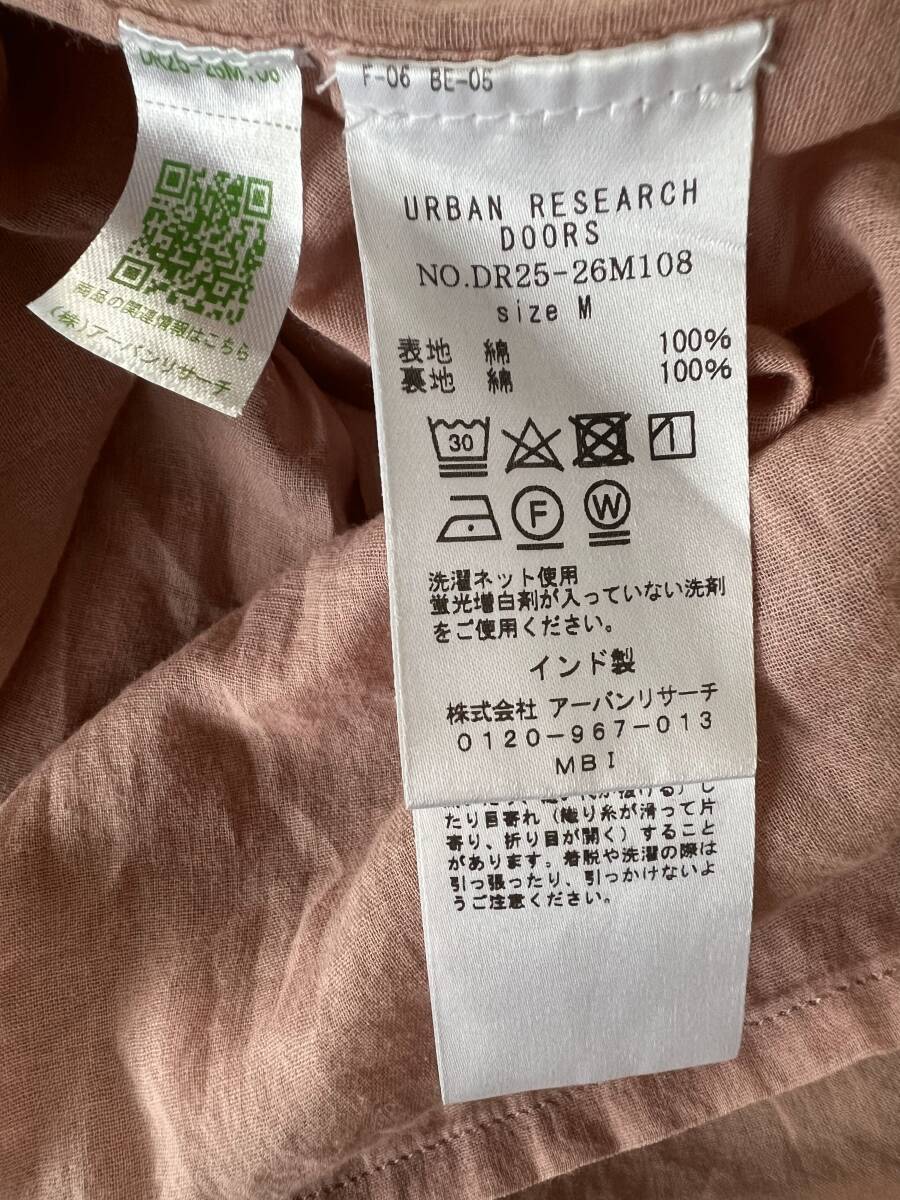 DR25-26M108
商品の関連情報はこちら
(株)アーバンリサーチ
F-06 BE-05
URBAN RESEARCH
DOORS
NO.DR25-26M108
size M
表地 綿 100%
裏地 綿 100%
30
1
F
W
洗濯ネット使用
蛍光増白剤が入っていない洗剤
をご使用ください。
インド製
株式会社 アーバンリサーチ
0120-967-013
MBI
抜ける)し
たり目寄れ(織り糸が滑って片
寄り、折り目が開く)すること
があります。着脱や洗濯の際は
引っ張ったり、引っかけないよ
うご注意ください。